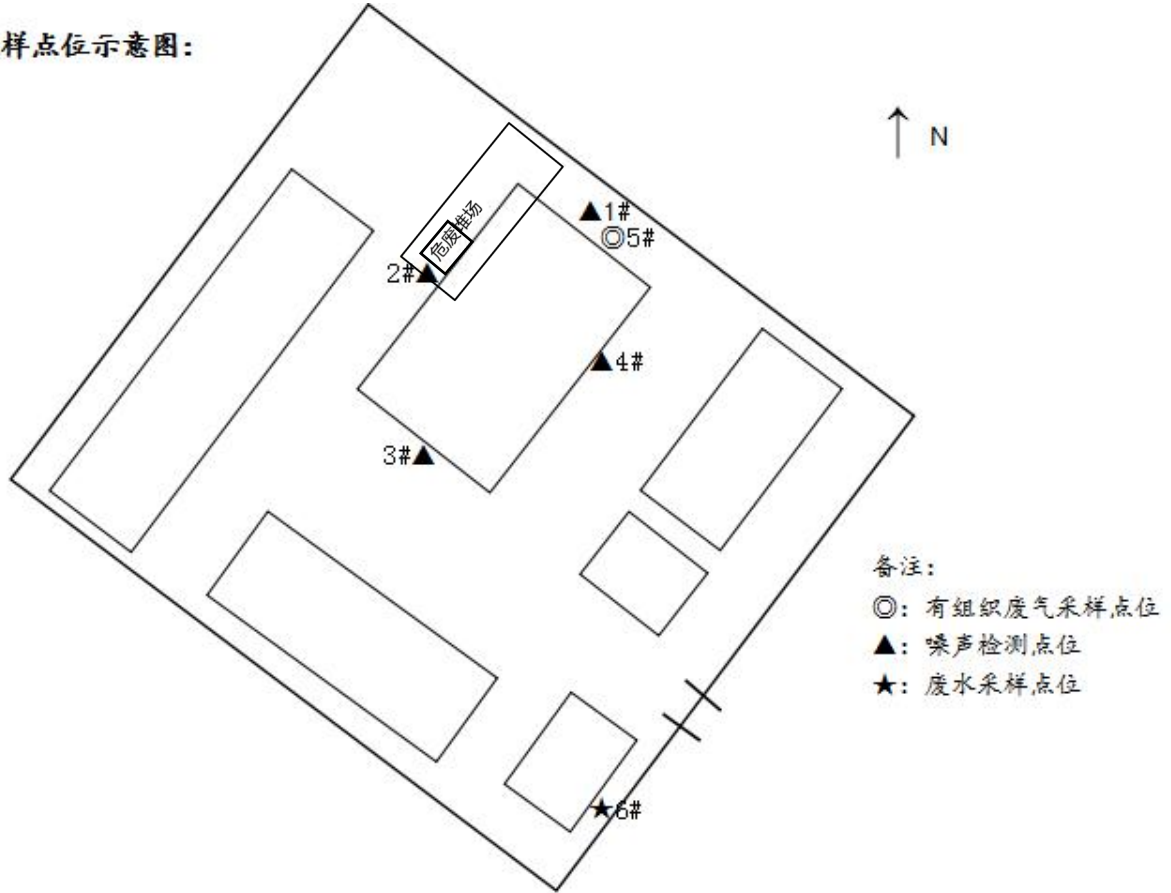 样点位示意图:
N
▲1#
◎5#
危废堆场
2#▲
▲4#
3#▲
备注:
◎: 有组织废气采样点位
▲: 噪声检测点位
★: 废水采样点位
★6#